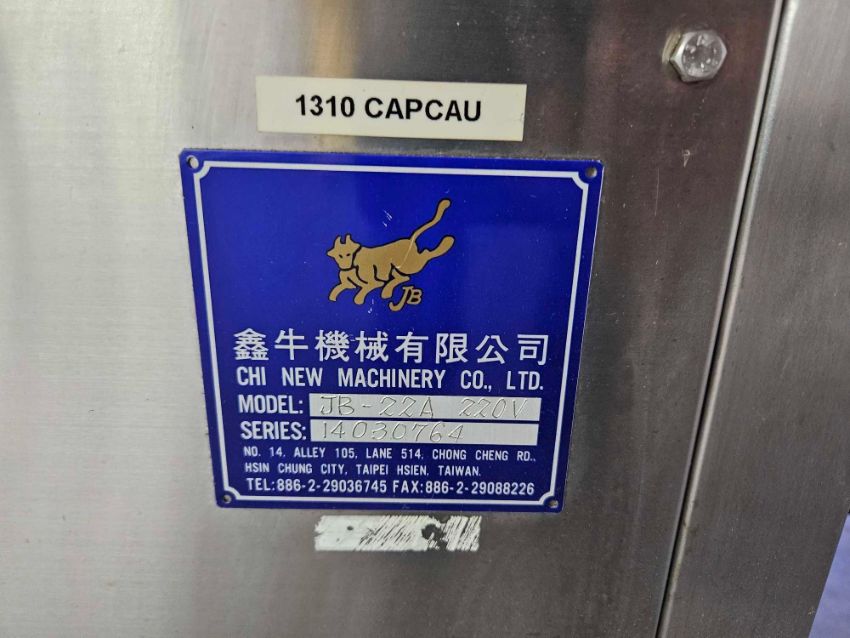 1310 CAPCAU
JB
鑫牛機械有限公司
CHI NEW MACHINERY CO., LTD.
MODEL: JB-22A 220V
SERIES: 14030764
NO. 14, ALLEY 105, LANE 514, CHONG CHENG RD.,
HSIN CHUNG CITY, TAIPEI HSIEN, TAIWAN.
TEL:886-2-29036745 FAX:886-2-29088226